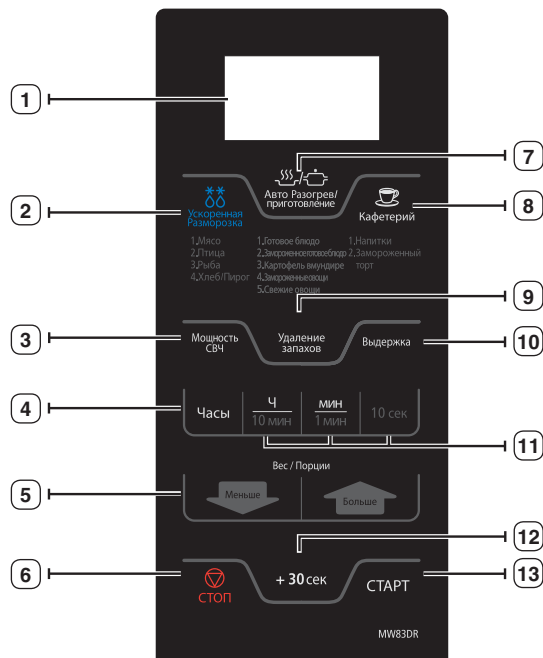 1
7
Авто Разогрев/
приготовление
2
Ускоренная
Разморозка
Кафетерий
8
1,Мясо
2,Птица
3,Рыба
4,Хлеб/Пирог
1,Готовое блюдо
2,Замороженное готовое блюдо
3,Картофель вмундире
4,Замороженные овощи
5,Свежие овощи
1,Напитки
2,Замороженный
торт
9
3
Мощность
СВЧ
Удаление
запахов
Выдержка
10
4
Часы
Ч
10 мин
мин
1 мин
10 сек
11
Вес / Порции
5
Меньше
Больше
12
6
СТОП
+ 30 сек
СТАРТ
13
MW83DR